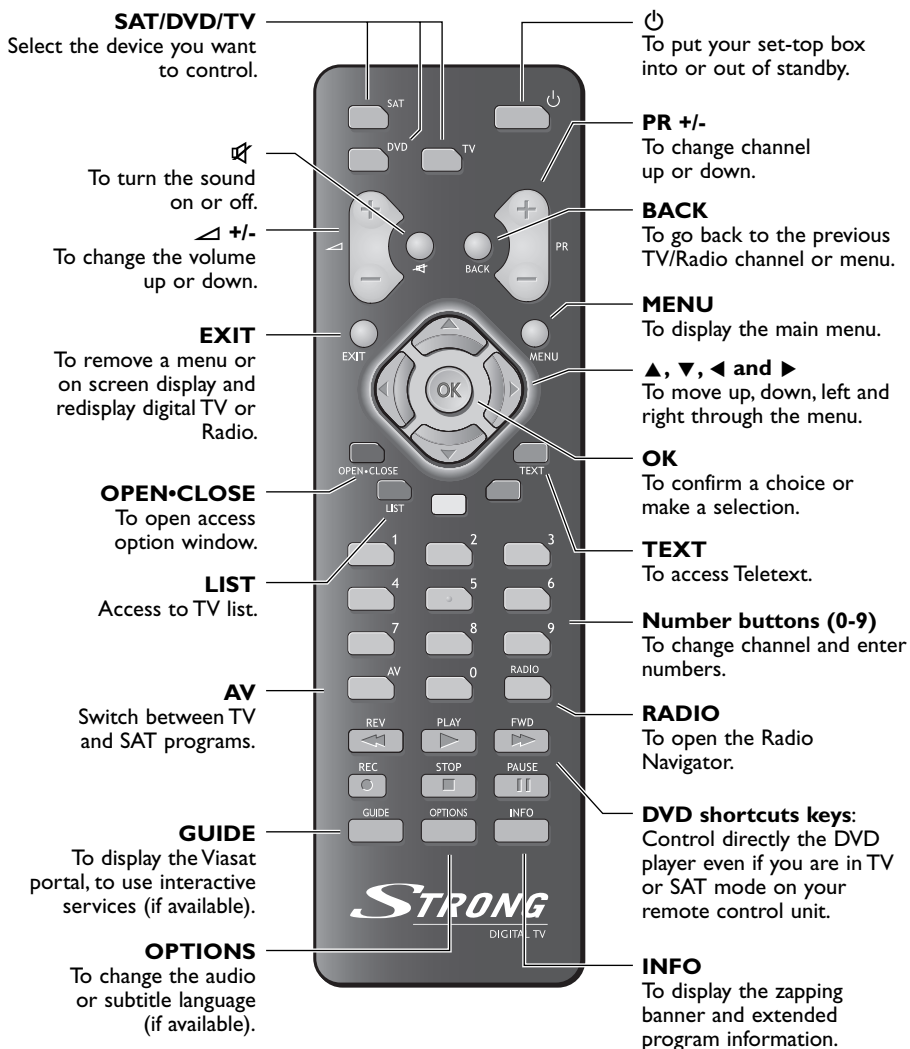 SAT/DVD/TV
Select the device you want
to control.
To turn the sound
on or off.
+/-
To change the volume
up or down.
EXIT
To remove a menu or
on screen display and
redisplay digital TV or
Radio.
OPEN•CLOSE
To open access
option window.
LIST
Access to TV list.
AV
Switch between TV
and SAT programs.
GUIDE
To display the Viasat
portal, to use interactive
services (if available).
OPTIONS
To change the audio
or subtitle language
(if available).
SAT
DVD
TV
+
+
PR
BACK
−
−
EXIT
MENU
OK
OPEN•CLOSE
TEXT
LIST
1 2 3
4 5 6
7 8 9
AV 0 RADIO
REV PLAY FWD
REC STOP PAUSE
GUIDE OPTIONS INFO
STRONG
DIGITAL TV
To put your set-top box
into or out of standby.
PR +/-
To change channel
up or down.
BACK
To go back to the previous
TV/Radio channel or menu.
MENU
To display the main menu.
▲, ▼, ◀ and ▶
To move up, down, left and
right through the menu.
OK
To confirm a choice or
make a selection.
TEXT
To access Teletext.
Number buttons (0-9)
To change channel and enter
numbers.
RADIO
To open the Radio
Navigator.
DVD shortcuts keys:
Control directly the DVD
player even if you are in TV
or SAT mode on your
remote control unit.
INFO
To display the zapping
banner and extended
program information.